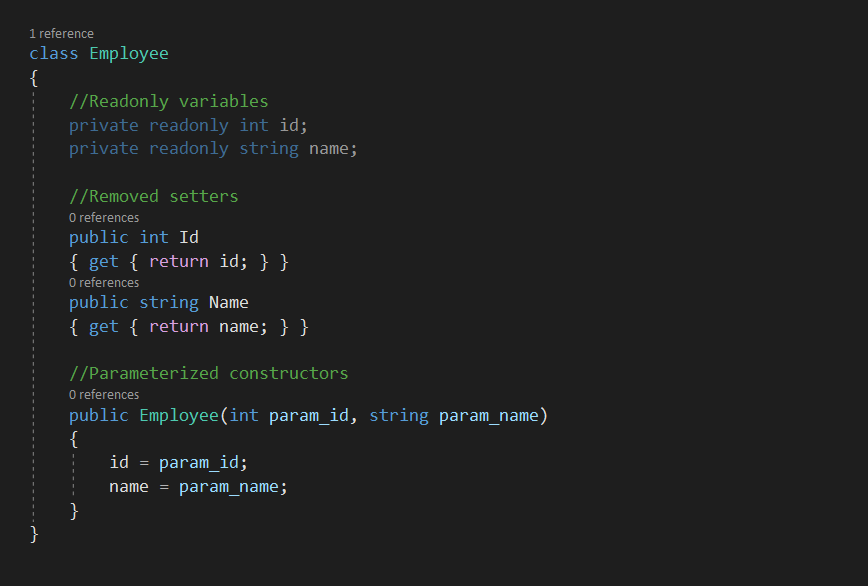 1 reference
class Employee
{
//Readonly variables
private readonly int id;
private readonly string name;
//Removed setters
0 references
public int Id
{ get { return id; } }
0 references
public string Name
{ get { return name; } }
//Parameterized constructors
0 references
public Employee(int param_id, string param_name)
{
id = param_id;
name = param_name;
}
}